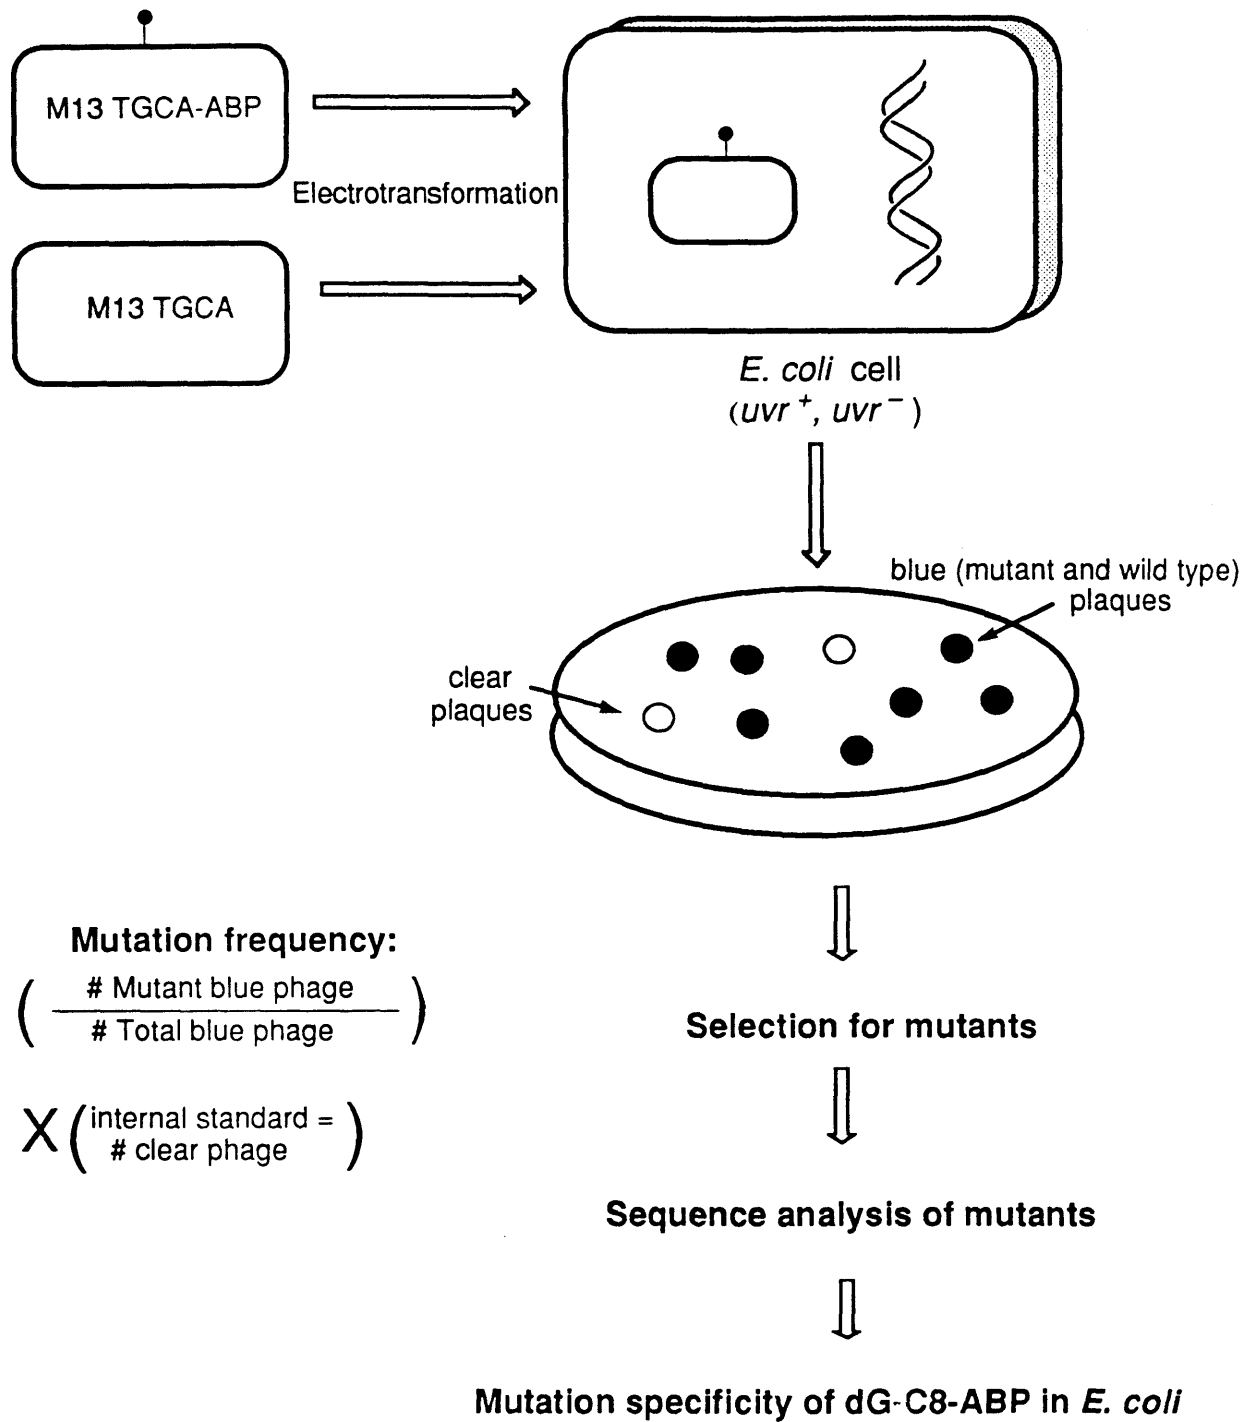 M13 TGCA-ABP
Electrotransformation
M13 TGCA
E. coli cell
(uvr +, uvr – )
blue (mutant and wild type)
plaques
clear
plaques
Mutation frequency:
( # Mutant blue phage
# Total blue phage )
X ( internal standard =
# clear phage )
Selection for mutants
Sequence analysis of mutants
Mutation specificity of dG-C8-ABP in E. coli